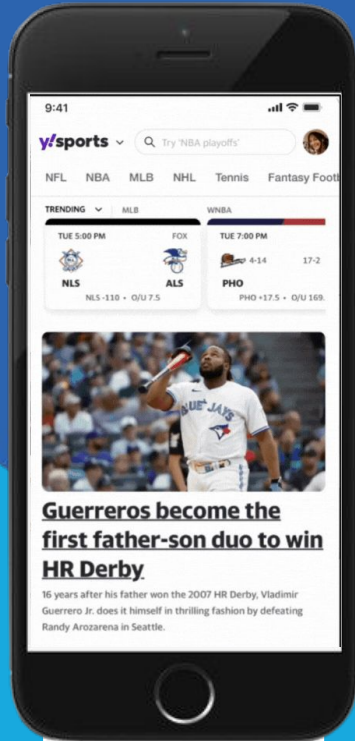 9:41
y!sports
Try 'NBA playoffs'
NFL NBA MLB NHL Tennis Fantasy Footb
TRENDING MLB WNBA
TUE 5:00 PM FOX TUE 7:00 PM
4-14 17-2
NLS ALS PHO
NLS -110 • O/U 7.5 PHO +17.5 • O/U 169.
BLUE JAYS
Guerreros become the
first father-son duo to win
HR Derby
16 years after his father won the 2007 HR Derby, Vladimir
Guerrero Jr. does it himself in thrilling fashion by defeating
Randy Arozarena in Seattle.